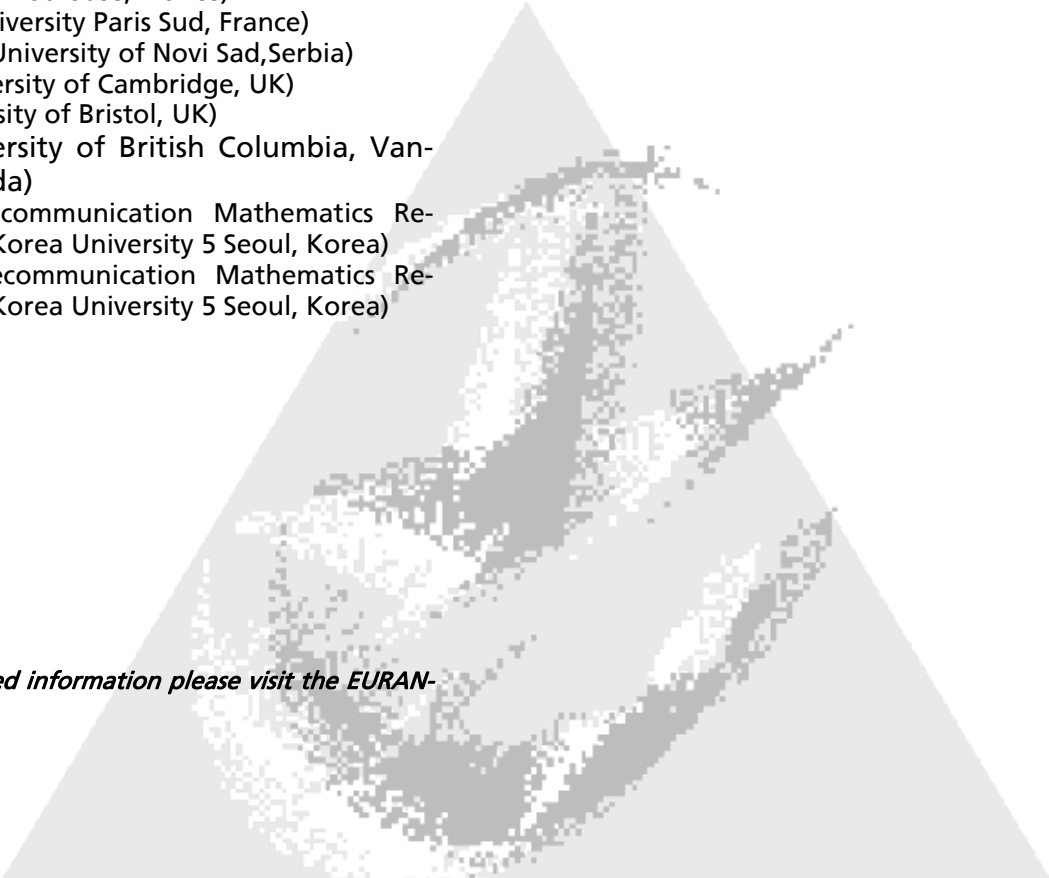 iversity Paris Sud, France)
University of Novi Sad,Serbia)
ersity of Cambridge, UK)
sity of Bristol, UK)
ersity of British Columbia, Van-
da)
communication Mathematics Re-
Korea University 5 Seoul, Korea)
ecommunication Mathematics Re-
Korea University 5 Seoul, Korea)
ed information please visit the EURAN-